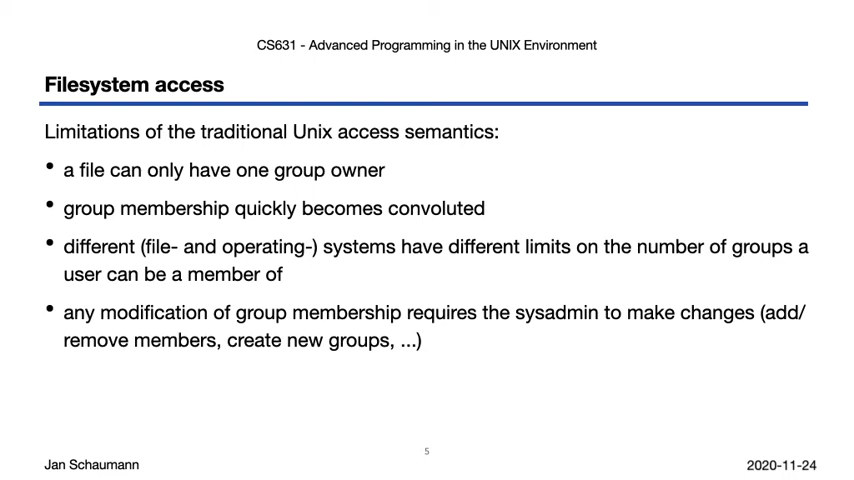 CS631 - Advanced Programming in the UNIX Environment
Filesystem access
Limitations of the traditional Unix access semantics:
• a file can only have one group owner
• group membership quickly becomes convoluted
• different (file- and operating-) systems have different limits on the number of groups a
user can be a member of
• any modification of group membership requires the sysadmin to make changes (add/
remove members, create new groups, ...)
5
Jan Schaumann
2020-11-24